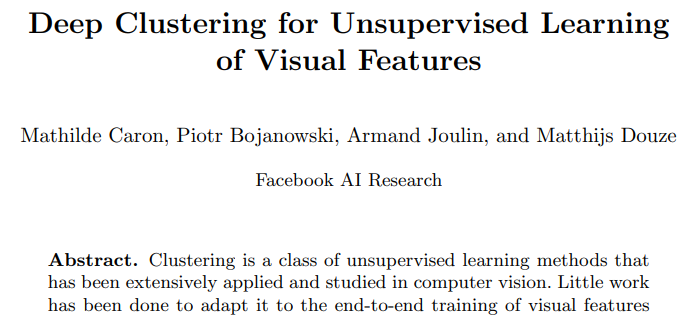 Deep Clustering for Unsupervised Learning
of Visual Features
Mathilde Caron, Piotr Bojanowski, Armand Joulin, and Matthijs Douze
Facebook AI Research
Abstract. Clustering is a class of unsupervised learning methods that
has been extensively applied and studied in computer vision. Little work
has been done to adapt it to the end-to-end training of visual features